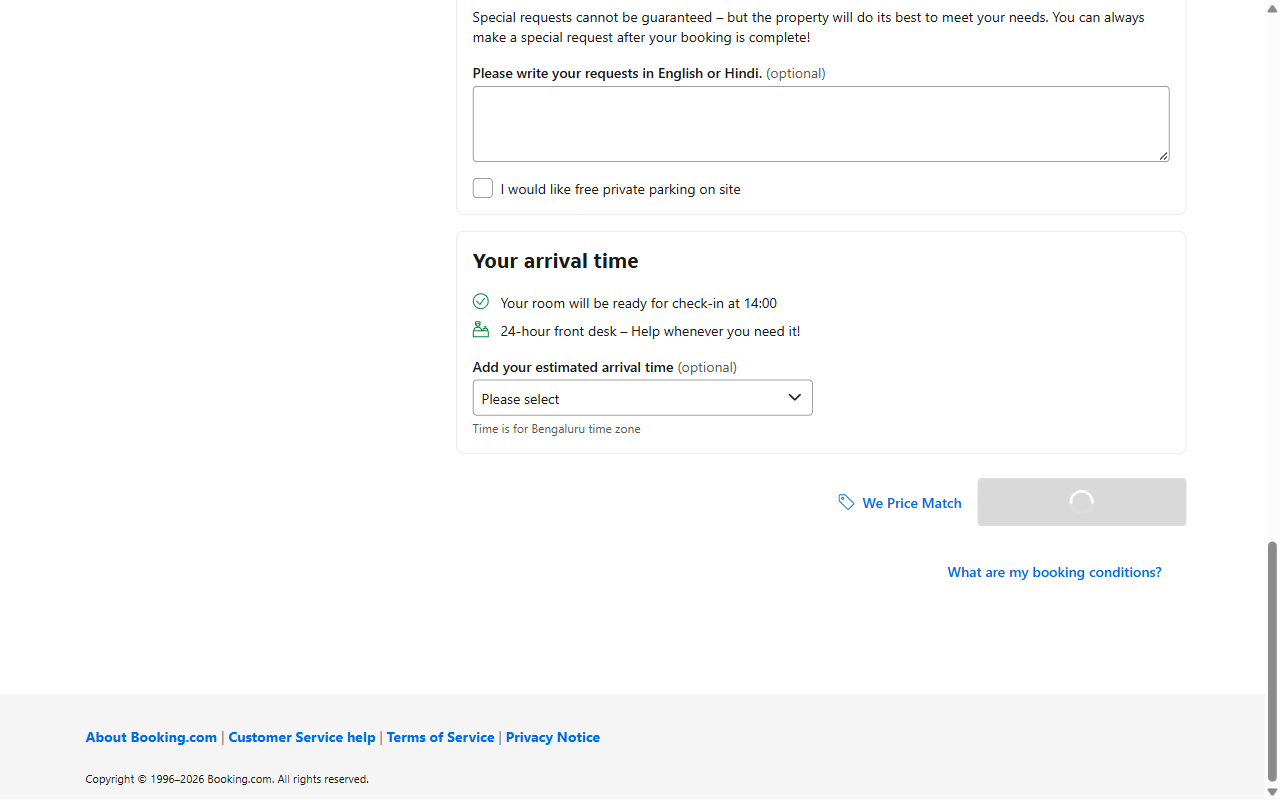 Special requests cannot be guaranteed – but the property will do its best to meet your needs. You can always
make a special request after your booking is complete!
Please write your requests in English or Hindi. (optional)
I would like free private parking on site
Your arrival time
Your room will be ready for check-in at 14:00
24-hour front desk – Help whenever you need it!
Add your estimated arrival time (optional)
Please select
Time is for Bengaluru time zone
We Price Match
What are my booking conditions?
About Booking.com | Customer Service help | Terms of Service | Privacy Notice
Copyright © 1996–2026 Booking.com. All rights reserved.